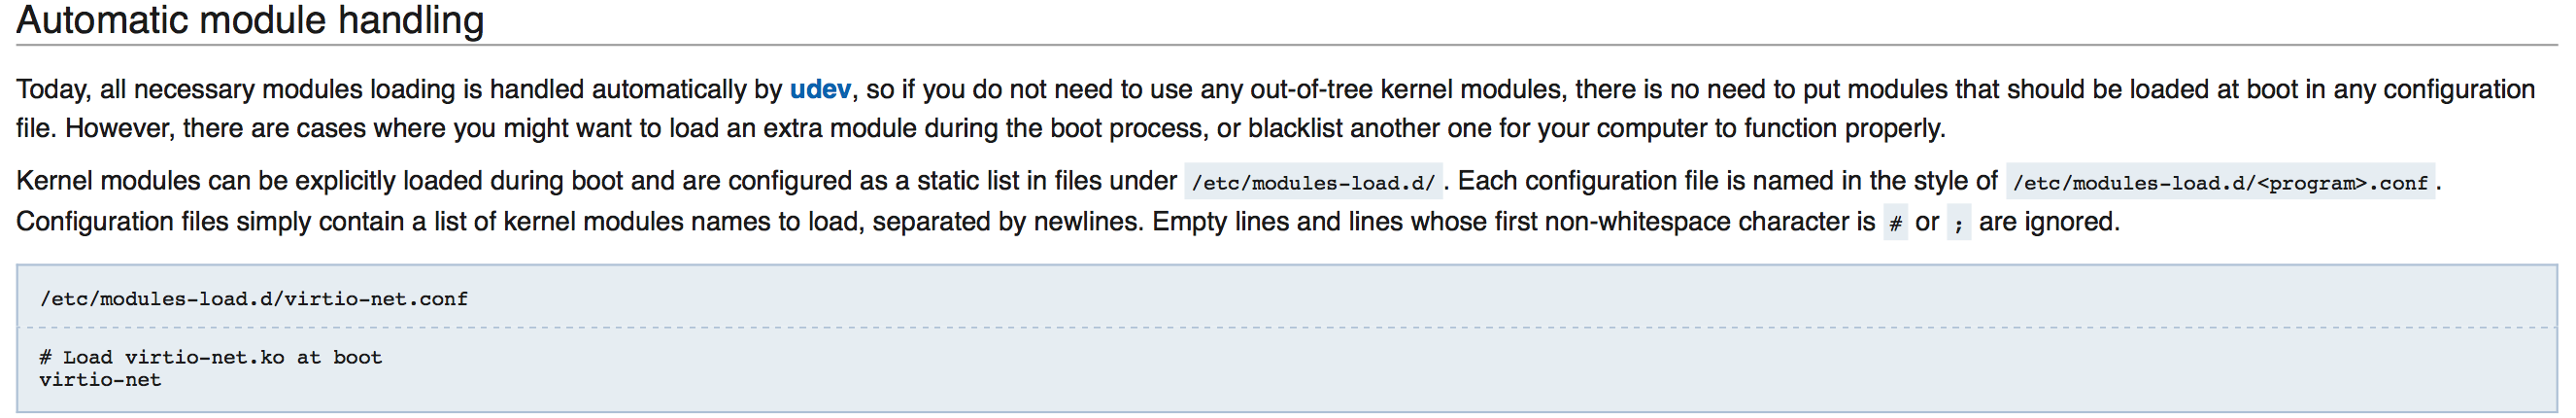 Automatic module handling
Today, all necessary modules loading is handled automatically by udev, so if you do not need to use any out-of-tree kernel modules, there is no need to put modules that should be loaded at boot in any configuration
file. However, there are cases where you might want to load an extra module during the boot process, or blacklist another one for your computer to function properly.
Kernel modules can be explicitly loaded during boot and are configured as a static list in files under /etc/modules-load.d/ . Each configuration file is named in the style of /etc/modules-load.d/<program>.conf .
Configuration files simply contain a list of kernel modules names to load, separated by newlines. Empty lines and lines whose first non-whitespace character is # or ; are ignored.
/etc/modules-load.d/virtio-net.conf
# Load virtio-net.ko at boot
virtio-net